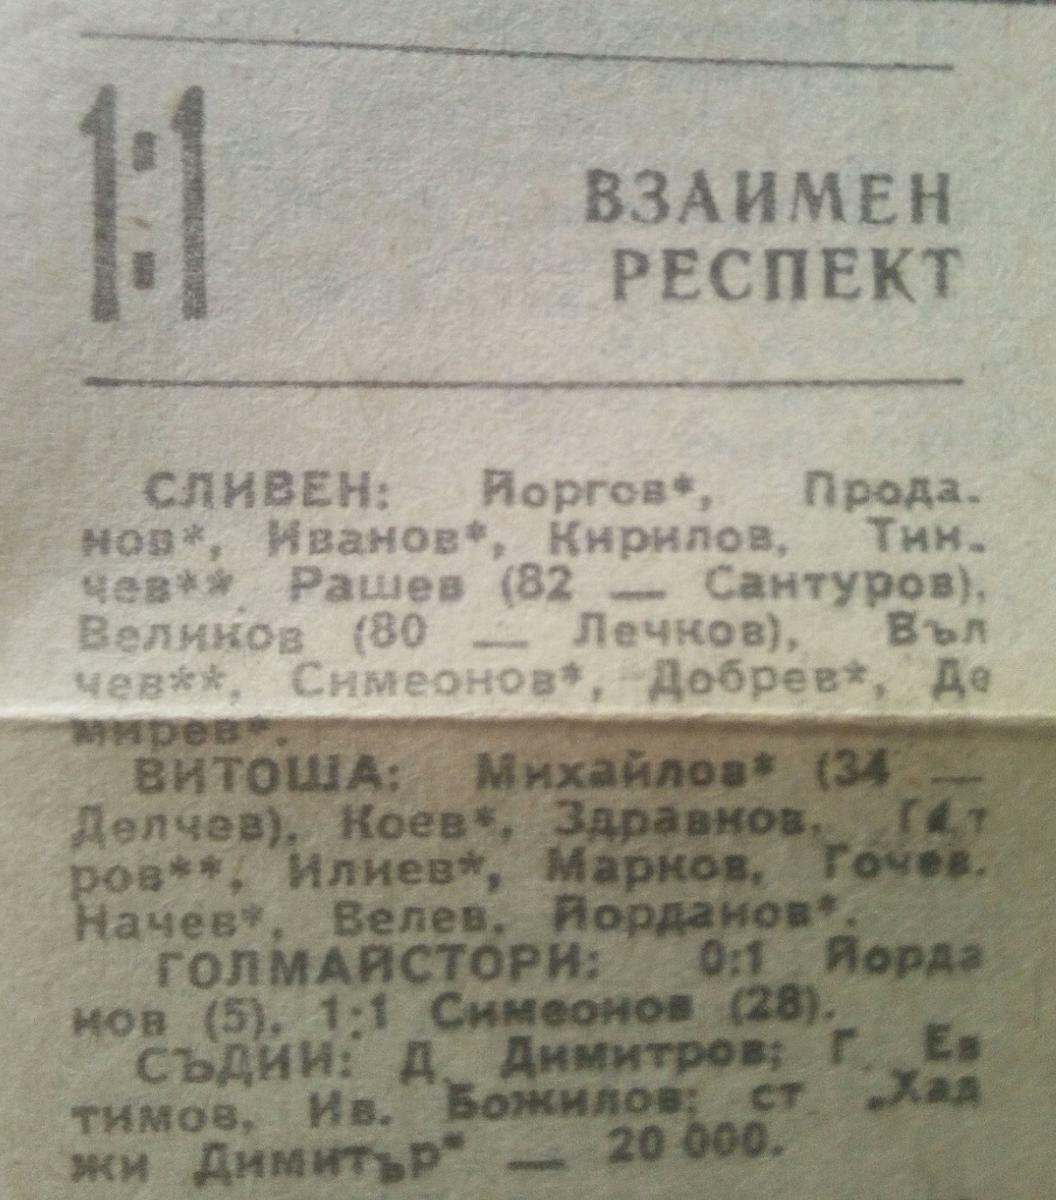 1:1
ВЗАИМЕН
РЕСПЕКТ
СЛИВЕН: Йоргов*, Прода-
нов*, Иванов*, Кирилов, Тин-
чев**, Рашев (82 — Сантуров),
Великов (80 — Лечков), Въл
чев**, Симеонов*, Добрев*, Де
мирев*.
ВИТОША: Михайлов* (34 —
Делчев), Коев*, Здравков,
ров**, Илиев*, Марков, Гочев,
Начев*, Велев, Йорданов*.
ГОЛМАЙСТОРИ: 0:1 Йорда
нов (5), 1:1 Симеонов (28).
СЪДИИ: Д. Димитров; Г. Ев
тимов, Ив. Божилов; ст „Хад
жи Димитър" — 20 000.